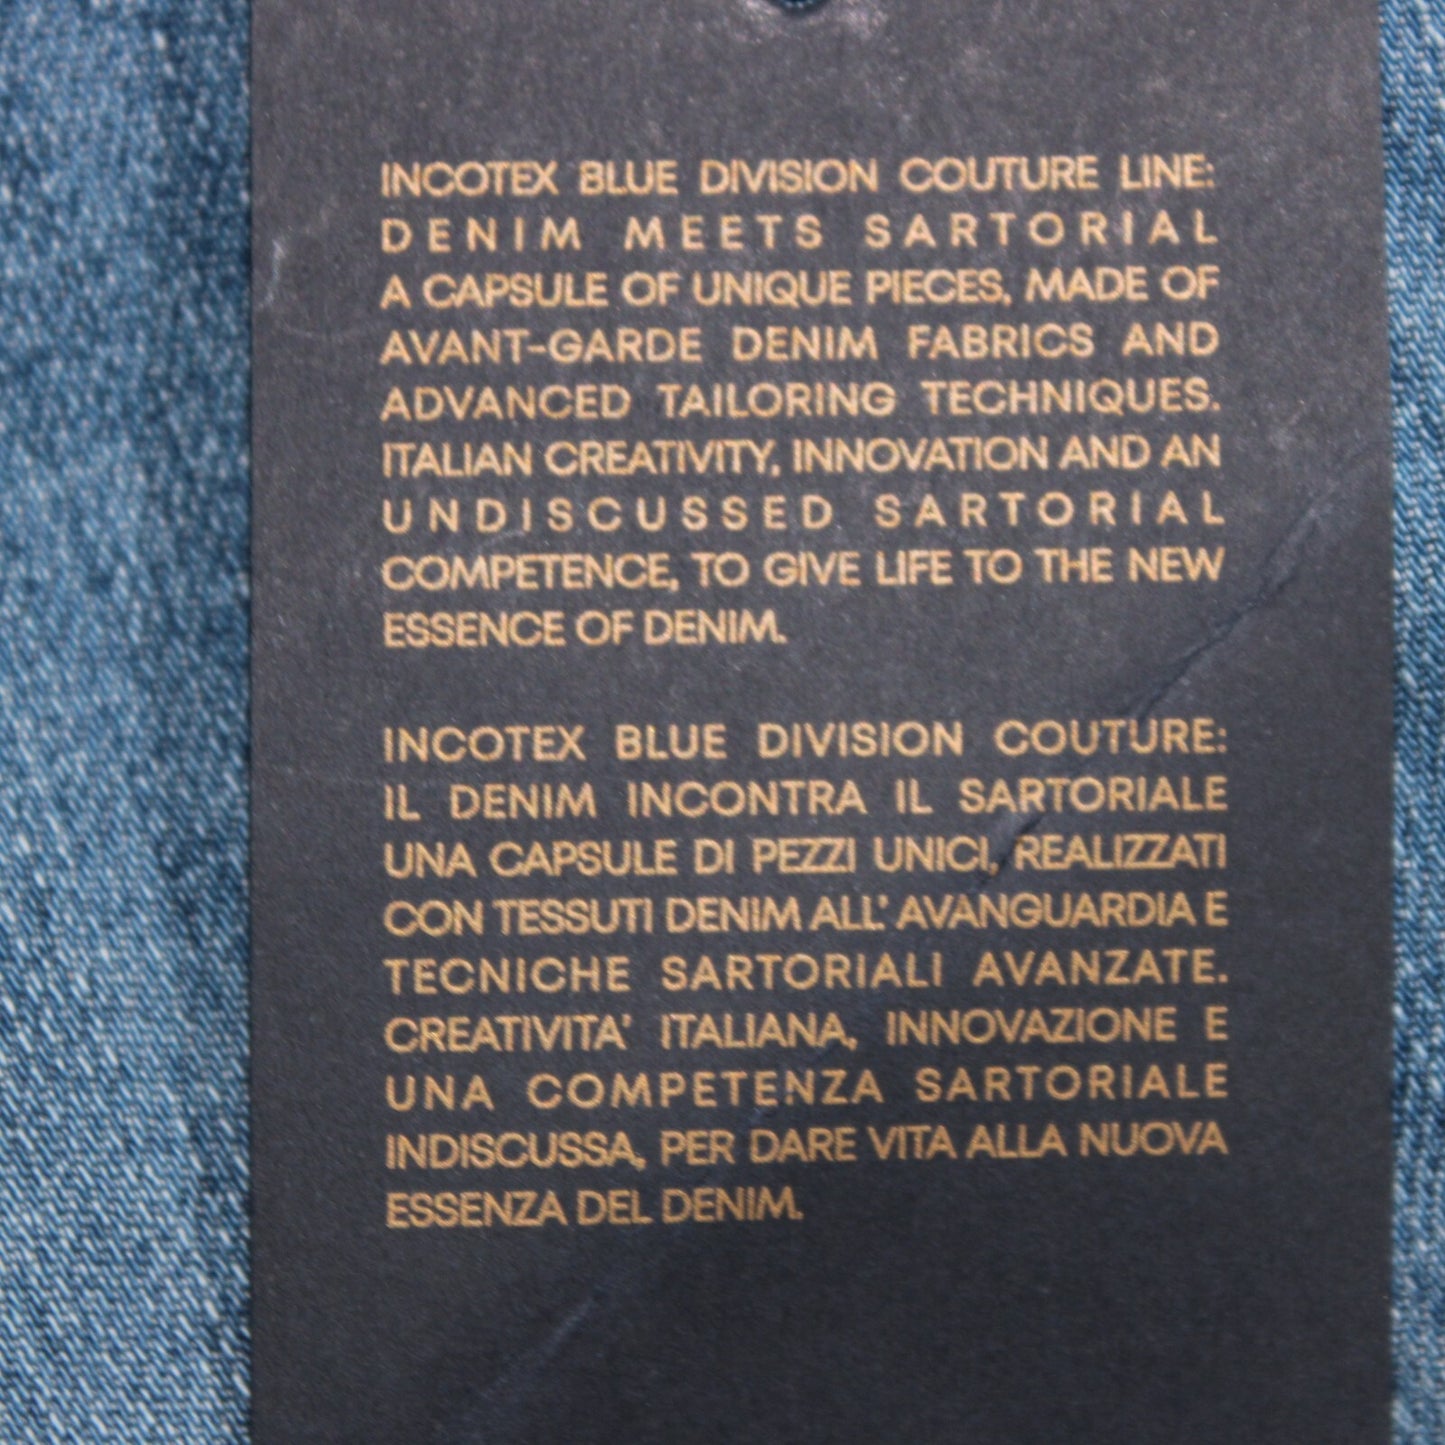 INCOTEX BLUE DIVISION COUTURE LINE:
DENIM MEETS SARTORIAL
A CAPSULE OF UNIQUE PIECES, MADE OF
AVANT-GARDE DENIM FABRICS AND
ADVANCED TAILORING TECHNIQUES.
ITALIAN CREATIVITY, INNOVATION AND AN
UNDISCUSSED SARTORIAL
COMPETENCE, TO GIVE LIFE TO THE NEW
ESSENCE OF DENIM.
INCOTEX BLUE DIVISION COUTURE:
IL DENIM INCONTRA IL SARTORIALE
UNA CAPSULE DI PEZZI UNICI, REALIZZATI
CON TESSUTI DENIM ALL' AVANGUARDIA E
TECNICHE SARTORIALI AVANZATE.
CREATIVITA' ITALIANA, INNOVAZIONE E
UNA COMPETENZA SARTORIALE
INDISCUSSA, PER DARE VITA ALLA NUOVA
ESSENZA DEL DENIM.